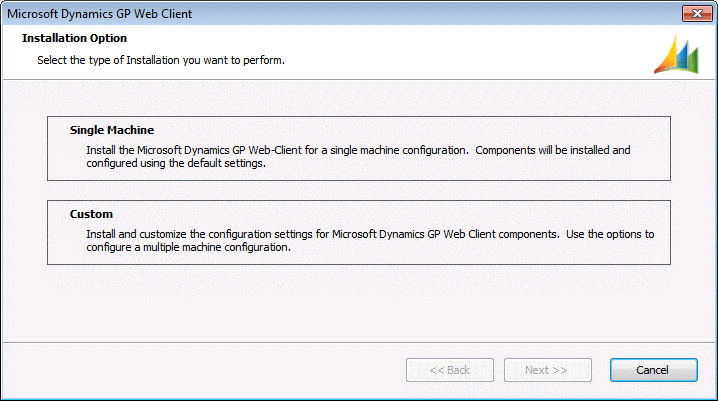 Microsoft Dynamics GP Web Client
Installation Option
Select the type of Installation you want to perform.
Single Machine
Install the Microsoft Dynamics GP Web-Client for a single machine configuration.  Components will be installed and
configured using the default settings.
Custom
Install and customize the configuration settings for Microsoft Dynamics GP Web Client components.  Use the options to
configure a multiple machine configuration.
<< Back
Next >>
Cancel